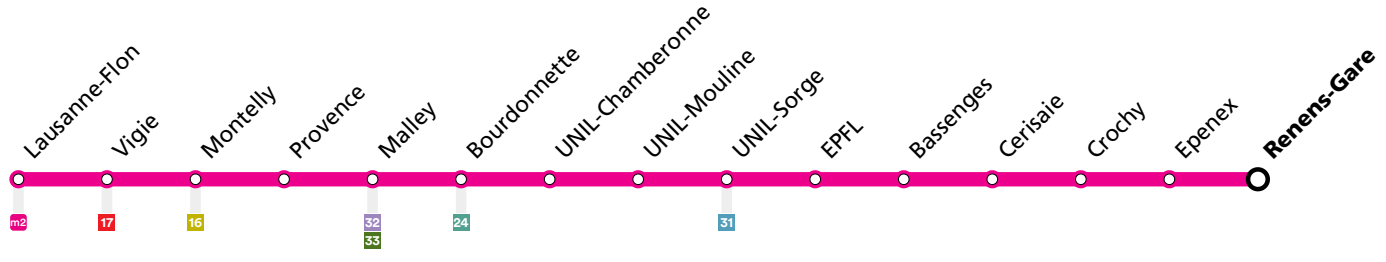 Lausanne-Flon
Vigie
Montelly
Provence
Malley
Bourdonnette
UNIL-Chamberonne
UNIL-Mouline
UNIL-Sorge
EPFL
Bassenges
Cerisaie
Crochy
Epenex
Renens-Gare
m2
17
16
32
33
24
31